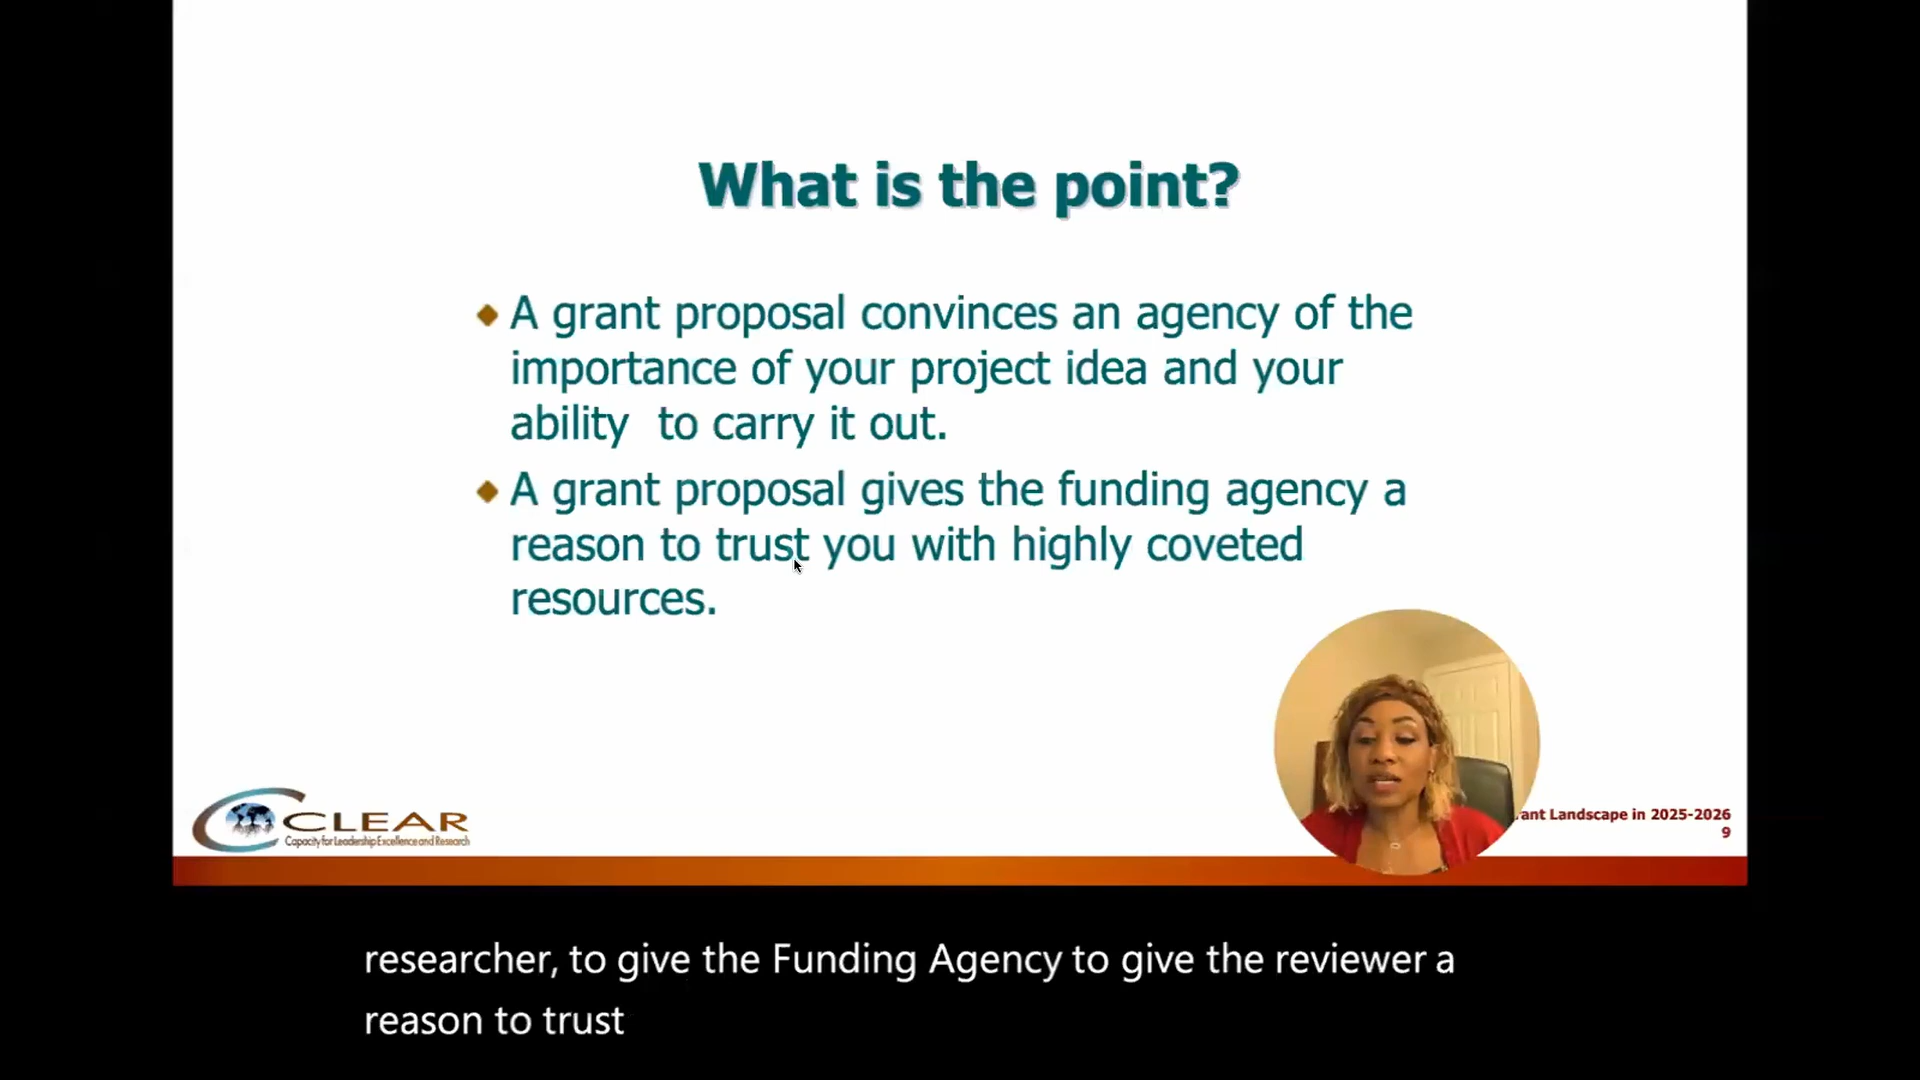 What is the point?
A grant proposal convinces an agency of the
importance of your project idea and your
ability to carry it out.
A grant proposal gives the funding agency a
reason to trust you with highly coveted
resources.
CLEAR
Capacity for Leadership Excellence and Research
Landscape in 2025-2026
9
researcher, to give the Funding Agency to give the reviewer a
reason to trust